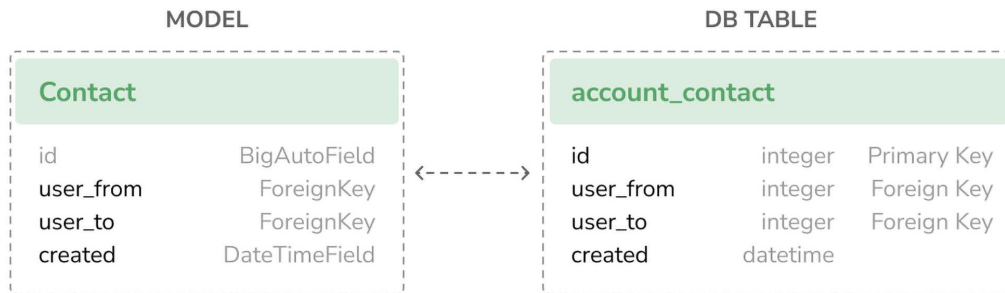 MODEL
DB TABLE
Contact
id BigAutoField
user_from ForeignKey
user_to ForeignKey
created DateTimeField
account_contact
id integer Primary Key
user_from integer Foreign Key
user_to integer Foreign Key
created datetime